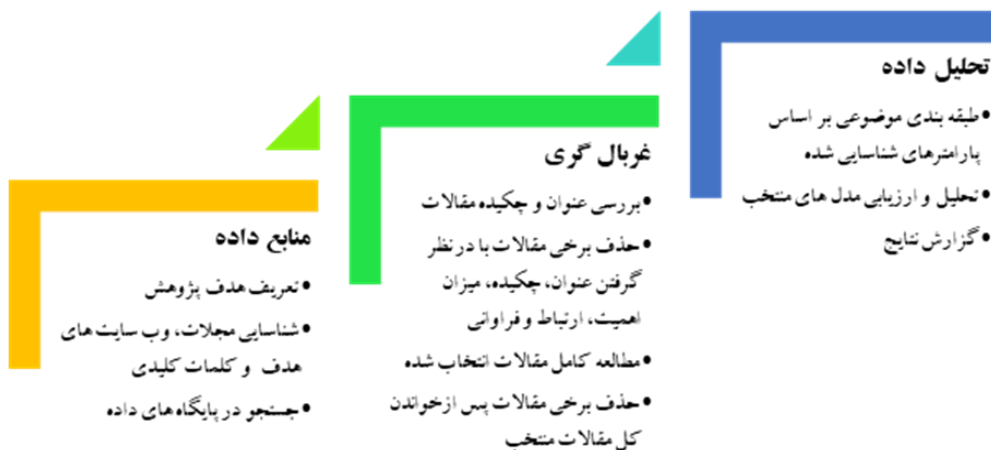 منابع داده
•تعریف هدف پژوهش
•شناسایی مجلات، وب سایت های
هدف و کلمات کلیدی
•جستجو در پایگاه های داده
غربال گری
•بررسی عنوان و چکیده مقالات
•حذف برخی مقالات با در نظر
گرفتن عنوان، چکیده، میزان
اهمیت، ارتباط و فراوانی
•مطالعه کامل مقالات انتخاب شده
•حذف برخی مقالات پس از خواندن
کل مقالات منتخب
تحلیل داده
•طبقه بندی موضوعی بر اساس
پارامترهای شناسایی شده
•تحلیل و ارزیابی مدل های منتخب
•گزارش نتایج